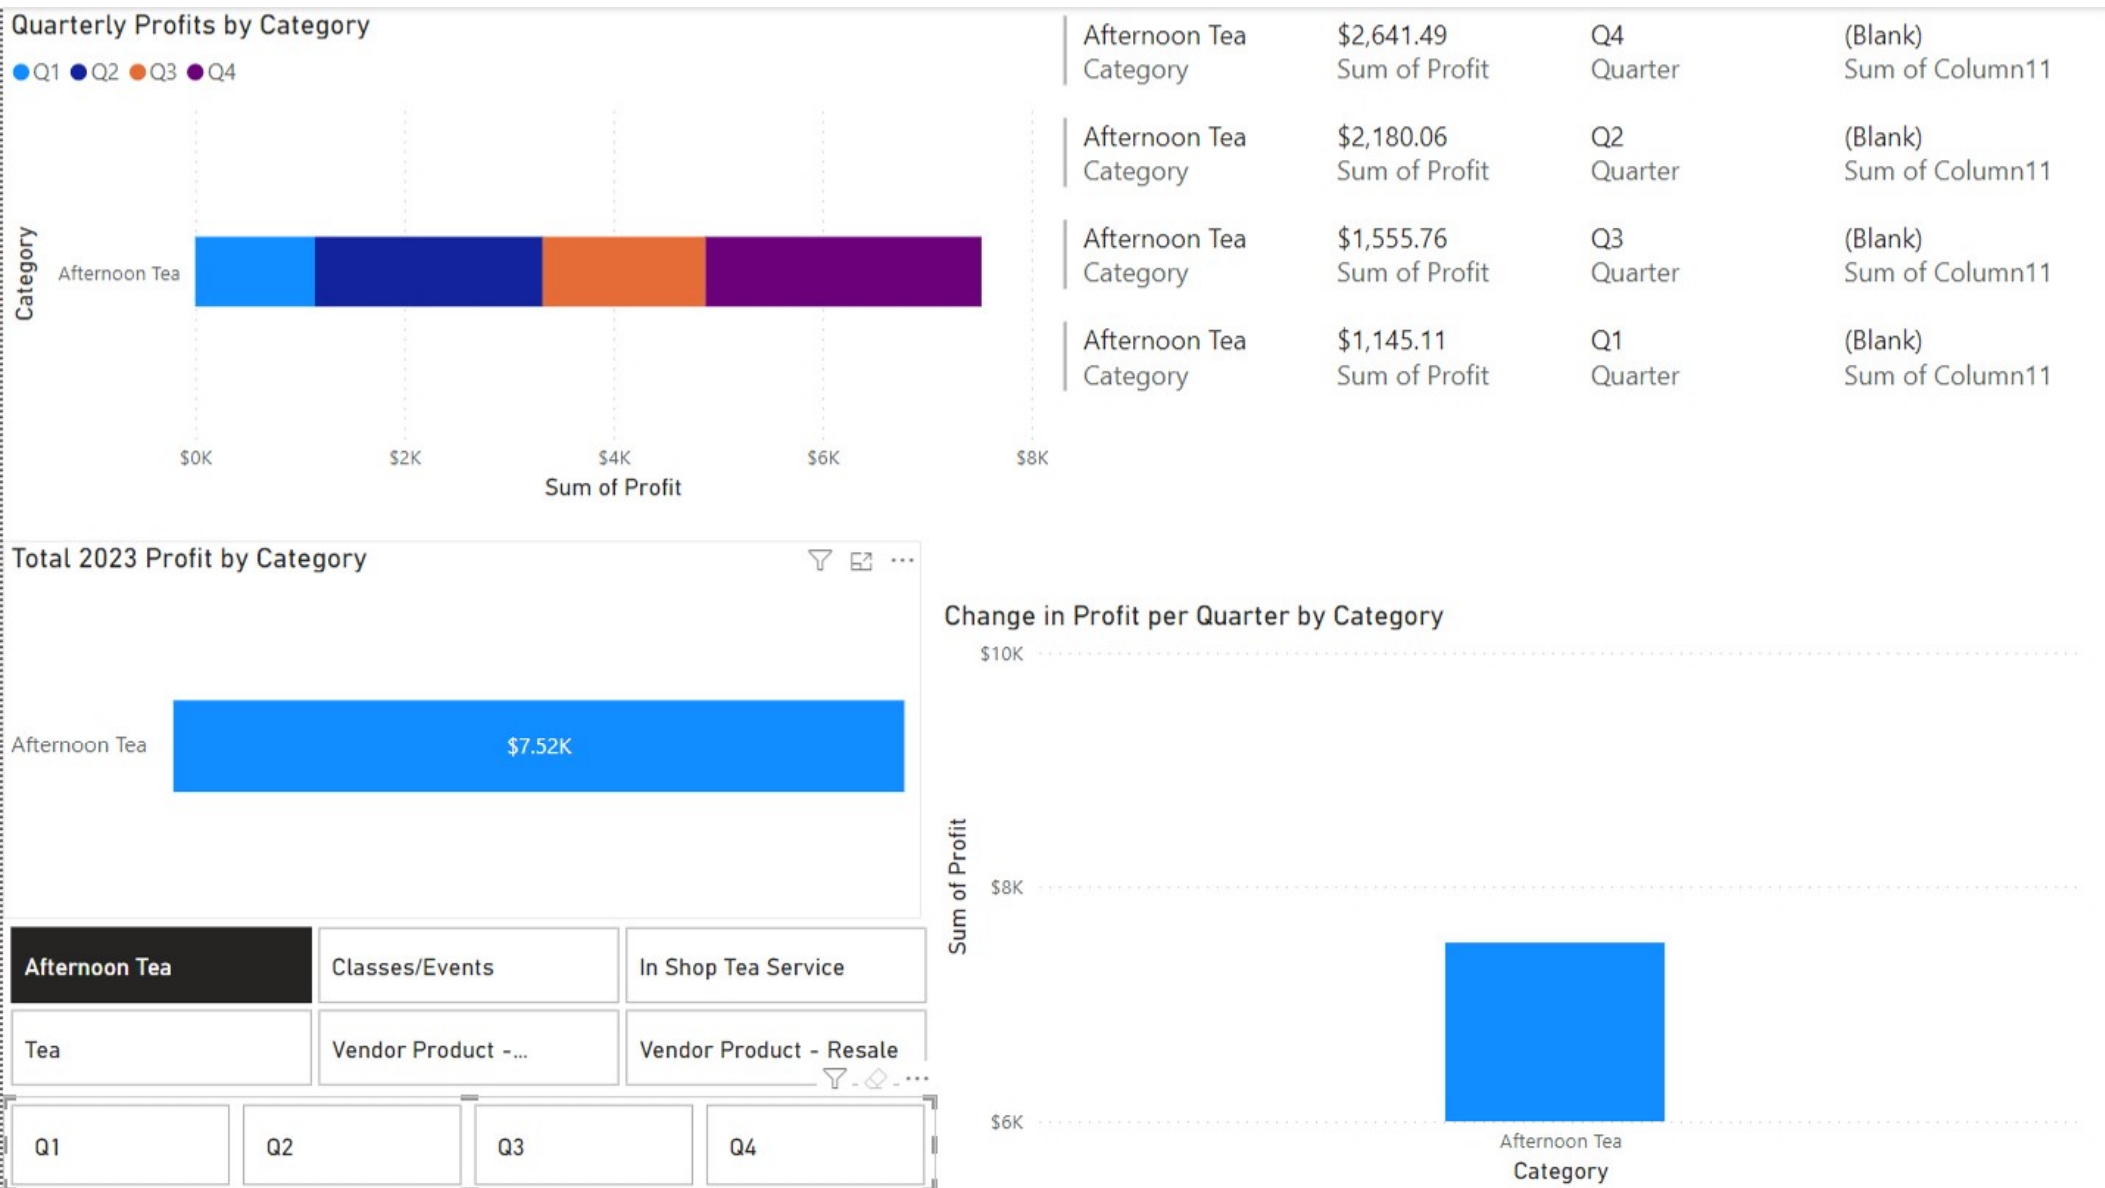 Quarterly Profits by Category
Q1 Q2 Q3 Q4
Category
Afternoon Tea
$0K $2K $4K $6K $8K
Sum of Profit
Afternoon Tea $2,641.49 Q4 (Blank)
Category Sum of Profit Quarter Sum of Column11
Afternoon Tea $2,180.06 Q2 (Blank)
Category Sum of Profit Quarter Sum of Column11
Afternoon Tea $1,555.76 Q3 (Blank)
Category Sum of Profit Quarter Sum of Column11
Afternoon Tea $1,145.11 Q1 (Blank)
Category Sum of Profit Quarter Sum of Column11
Total 2023 Profit by Category
Afternoon Tea $7.52K
Afternoon Tea Classes/Events In Shop Tea Service
Tea Vendor Product -... Vendor Product - Resale
Q1 Q2 Q3 Q4
Change in Profit per Quarter by Category
$10K
$8K
$6K
Sum of Profit
Afternoon Tea
Category